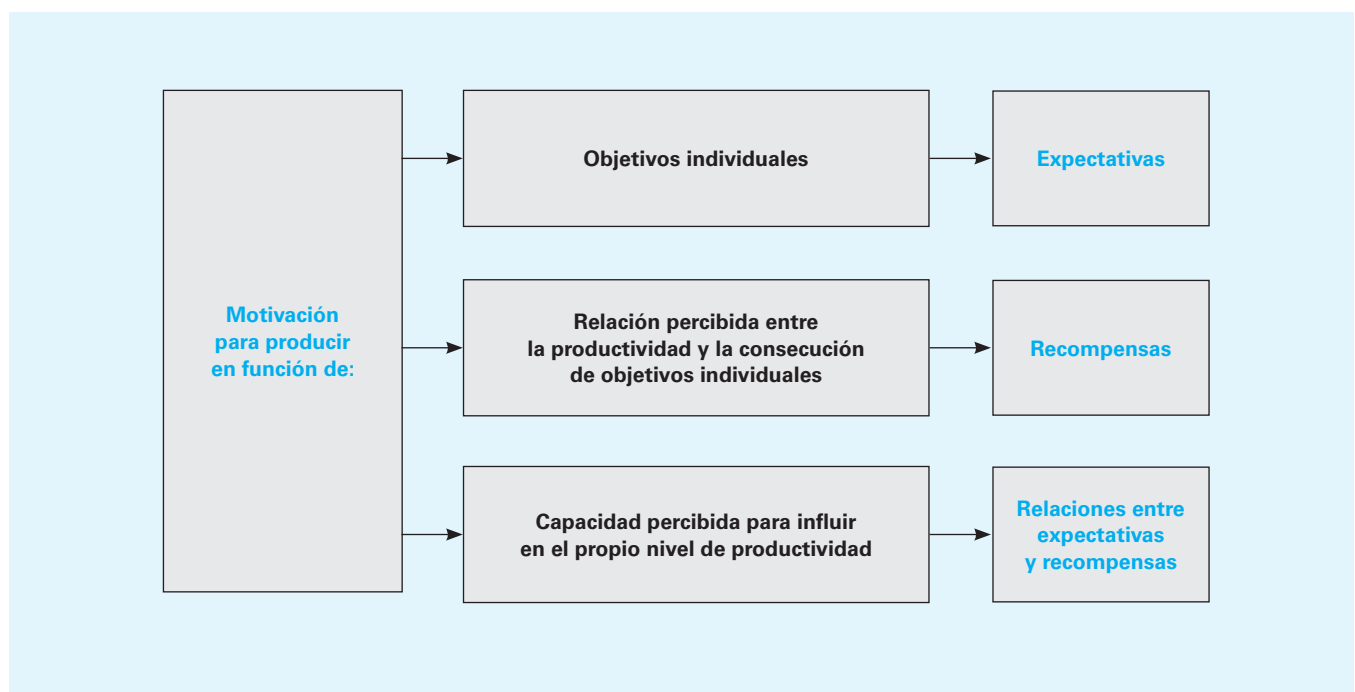 Motivación
para producir
en función de:
Objetivos individuales
Expectativas
Relación percibida entre
la productividad y la consecución
de objetivos individuales
Recompensas
Capacidad percibida para influir
en el propio nivel de productividad
Relaciones entre
expectativas
y recompensas